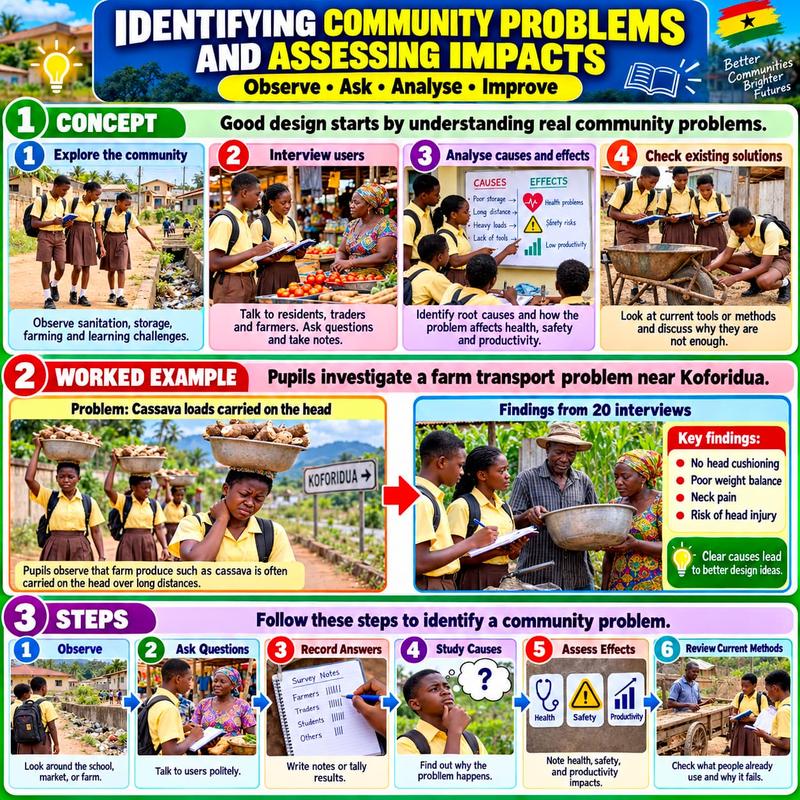 IDENTIFYING COMMUNITY PROBLEMS
AND ASSESSING IMPACTS
Observe • Ask • Analyse • Improve
Better
Communities
Brighter
Futures
1 CONCEPT
Good design starts by understanding real community problems.
1 Explore the community
Observe sanitation, storage,
farming and learning challenges.
2 Interview users
Talk to residents, traders
and farmers. Ask questions
and take notes.
3 Analyse causes and effects
CAUSES
Poor storage
Long distance
Heavy loads
Lack of tools
EFFECTS
Health problems
Safety risks
Low productivity
Identify root causes and how the
problem affects health, safety
and productivity.
4 Check existing solutions
Look at current tools or methods
and discuss why they are
not enough.
2 WORKED EXAMPLE
Pupils investigate a farm transport problem near Koforidua.
Problem: Cassava loads carried on the head
KOFORIDUA
Pupils observe that farm produce such as cassava is often
carried on the head over long distances.
Findings from 20 interviews
Key findings:
No head cushioning
Poor weight balance
Neck pain
Risk of head injury
Clear causes lead
to better design ideas.
3 STEPS
Follow these steps to identify a community problem.
1 Observe
Look around the school,
market, or farm.
2 Ask Questions
Talk to users politely.
3 Record Answers
Survey Notes
Farmers
Traders
Students
Others
Write notes or tally
results.
4 Study Causes
?
Find out why the
problem happens.
5 Assess Effects
Health
Safety
Productivity
Note health, safety,
and productivity
impacts.
6 Review Current Methods
Check what people already
use and why it fails.